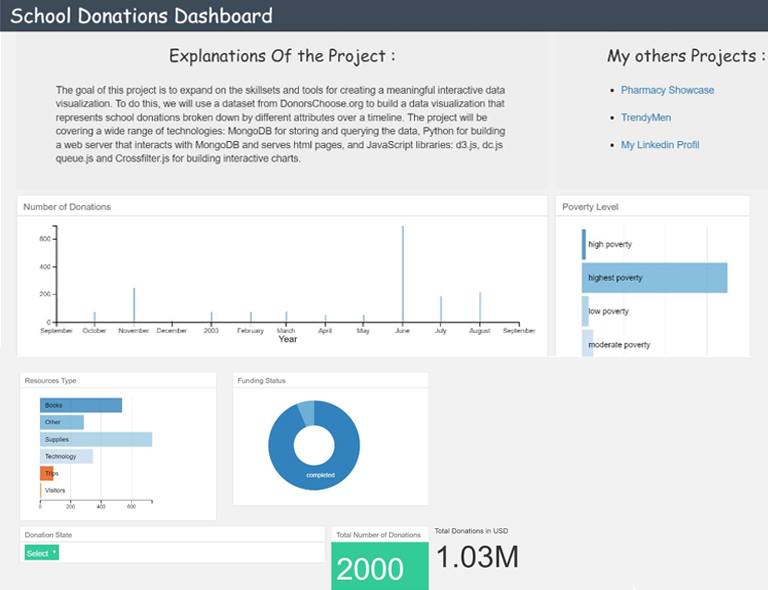 School Donations Dashboard
Explanations Of the Project :
The goal of this project is to expand on the skillsets and tools for creating a meaningful interactive data
visualization. To do this, we will use a dataset from DonorsChoose.org to build a data visualization that
represents school donations broken down by different attributes over a timeline. The project will be
covering a wide range of technologies: MongoDB for storing and querying the data, Python for building
a web server that interacts with MongoDB and serves html pages, and JavaScript libraries: d3.js, dc.js
queue.js and Crossfilter.js for building interactive charts.
My others Projects :
Pharmacy Showcase
TrendyMen
My Linkedin Profil
Number of Donations
600
400
200
0
September October November December 2003 February March April May June July August September
Year
Poverty Level
high poverty
highest poverty
low poverty
moderate poverty
Resources Type
Books
Other
Supplies
Technology
Trips
Visitors
0 200 400 600
Funding Status
completed
Donation State
Select
Total Number of Donations
2000
Total Donations in USD
1.03M